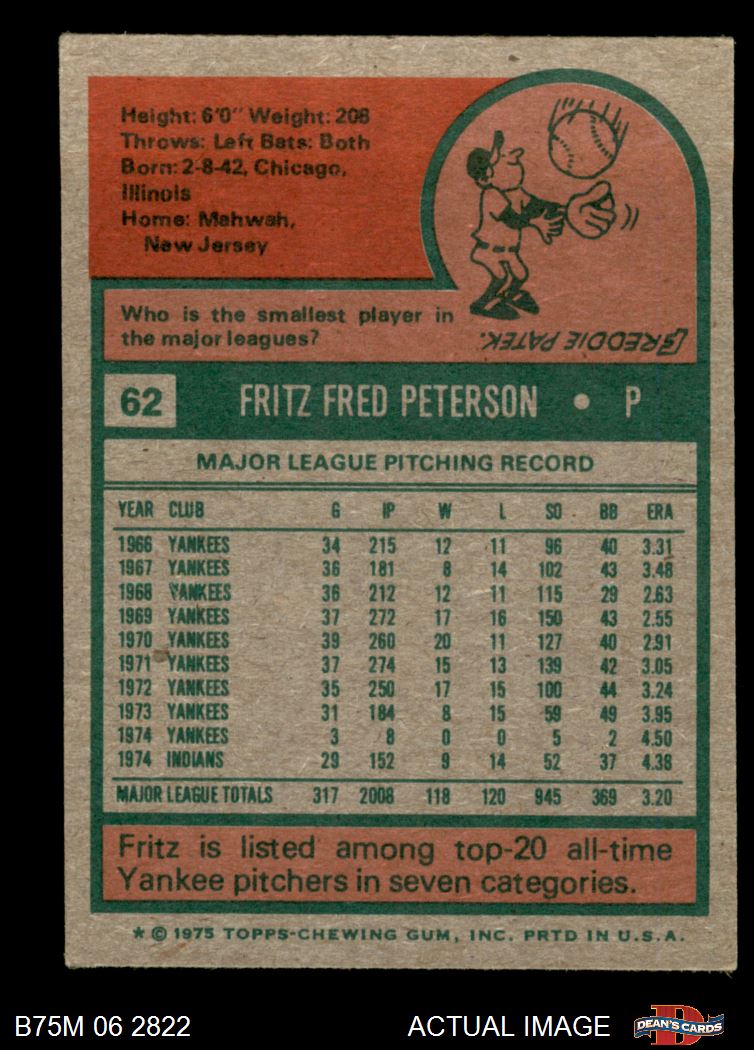 Height: 6'0" Weight: 208
Throws: Left Bats: Both
Born: 2-8-42, Chicago,
Illinois
Home: Mahwah,
New Jersey
Who is the smallest player in
the major leagues?
FREDDIE PATEK.
62 FRITZ FRED PETERSON • P
MAJOR LEAGUE PITCHING RECORD
YEAR CLUB G IP W L SO BB ERA
1966 YANKEES 34 215 12 11 96 40 3.31
1967 YANKEES 36 181 8 14 102 43 3.48
1968 YANKEES 36 212 12 11 115 29 2.63
1969 YANKEES 37 272 17 16 150 43 2.55
1970 YANKEES 39 260 20 11 127 40 2.91
1971 YANKEES 37 274 15 13 139 42 3.05
1972 YANKEES 35 250 17 15 100 44 3.24
1973 YANKEES 31 184 8 15 59 49 3.95
1974 YANKEES 3 8 0 0 5 2 4.50
1974 INDIANS 29 152 9 14 52 37 4.38
MAJOR LEAGUE TOTALS 317 2008 118 120 945 369 3.20
Fritz is listed among top-20 all-time
Yankee pitchers in seven categories.
* © 1975 TOPPS-CHEWING GUM, INC. PRTD IN U.S.A.
B75M 06 2822 ACTUAL IMAGE DEAN'S CARDS